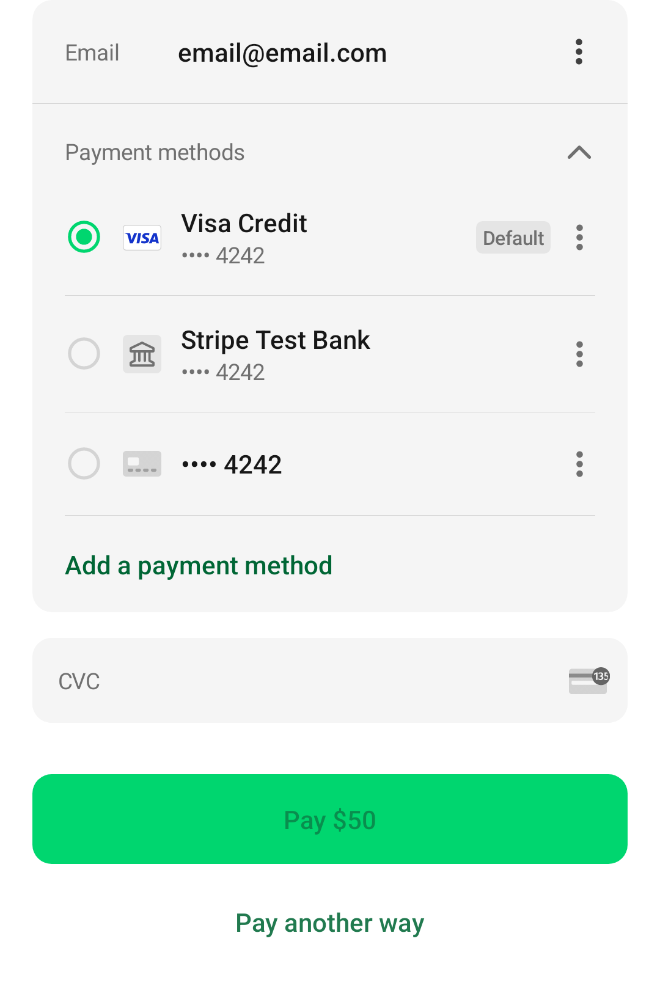 Email email@email.com
Payment methods
VISA Visa Credit Default
•••• 4242
Stripe Test Bank
•••• 4242
•••• 4242
Add a payment method
CVC 135
Pay $50
Pay another way